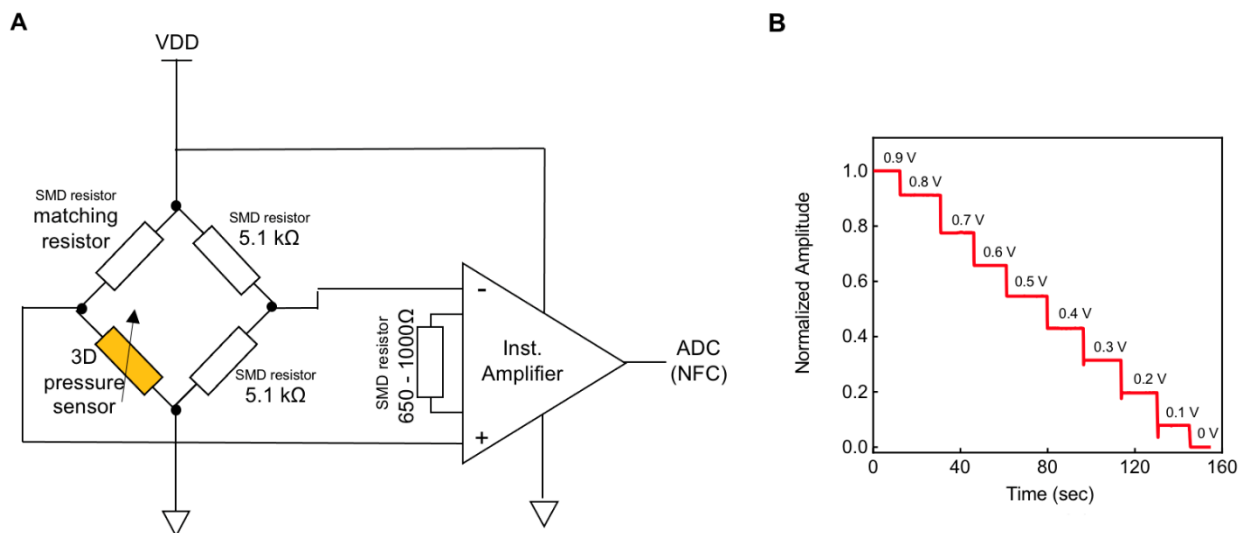 A
VDD
SMD resistor
matching
resistor
SMD resistor
5.1 kΩ
3D
pressure
sensor
SMD resistor
5.1 kΩ
SMD resistor
650 - 1000Ω
-
+
Inst.
Amplifier
ADC
(NFC)
B
Normalized Amplitude
1.0
0.8
0.6
0.4
0.2
0.0
0.9 V
0.8 V
0.7 V
0.6 V
0.5 V
0.4 V
0.3 V
0.2 V
0.1 V
0 V
0 40 80 120 160
Time (sec)